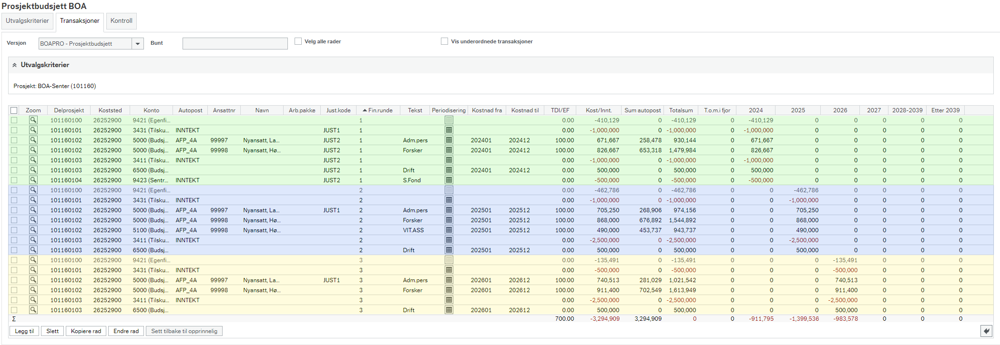 Prosjektbudsjett BOA
Utvalgskriterier Transaksjoner Kontroll
Versjon BOAPRO - Prosjektbudsjett Bunt Velg alle rader Vis underordnede transaksjoner
Utvalgskriterier
Prosjekt: BOA-Senter (101160)
Zoom Delprosjekt Koststed Konto Autopost Ansattnr Navn Arb.pakke Just.kode Fin.runde Tekst Periodisering Kostnad fra Kostnad til TDI/EF Kost/Innt. Sum autopost Totalsum T.o.m.i fjor 2024 2025 2026 2027 2028-2039 Etter 2039
101160100 26252900 9421 (Egenfi... 1 0.00 -410,129 0 -410,129 0 -410,129 0 0 0 0 0
101160101 26252900 3431 (Tilsku... INNTEKT JUST1 1 0.00 -1,000,000 0 -1,000,000 0 -1,000,000 0 0 0 0 0
101160102 26252900 5000 (Budsj... AFP_4A 99997 Nyansatt, La... JUST2 1 Adm.pers 202401 202412 100.00 671,667 258,478 930,144 0 671,667 0 0 0 0 0
101160102 26252900 5000 (Budsj... AFP_4A 99998 Nyansatt, Hø... JUST2 1 Forsker 202401 202412 100.00 826,667 653,318 1,479,984 0 826,667 0 0 0 0 0
101160103 26252900 3411 (Tilsku... INNTEKT JUST2 1 0.00 -1,000,000 0 -1,000,000 0 -1,000,000 0 0 0 0 0
101160103 26252900 6500 (Budsj... JUST2 1 Drift 202401 202412 0.00 500,000 0 500,000 0 500,000 0 0 0 0 0
101160104 26252900 9423 (Sentr... INNTEKT JUST2 1 S.Fond 0.00 -500,000 0 -500,000 0 -500,000 0 0 0 0 0
101160100 26252900 9421 (Egenfi... 2 0.00 -462,786 0 -462,786 0 0 -462,786 0 0 0 0
101160101 26252900 3431 (Tilsku... INNTEKT 2 0.00 -1,000,000 0 -1,000,000 0 0 -1,000,000 0 0 0 0
101160102 26252900 5000 (Budsj... AFP_4A 99997 Nyansatt, La... JUST1 2 Adm.pers 202501 202512 100.00 705,250 268,906 974,156 0 0 705,250 0 0 0 0
101160102 26252900 5000 (Budsj... AFP_4A 99998 Nyansatt, Hø... 2 Forsker 202501 202512 100.00 868,000 676,892 1,544,892 0 0 868,000 0 0 0 0
101160102 26252900 5100 (Budsj... AFP_4A 99998 Nyansatt, Hø... 2 VIT.ASS 202501 202512 100.00 490,000 453,737 943,737 0 0 490,000 0 0 0 0
101160103 26252900 3411 (Tilsku... INNTEKT 2 0.00 -2,500,000 0 -2,500,000 0 0 -2,500,000 0 0 0 0
101160103 26252900 6500 (Budsj... 2 Drift 202501 202512 0.00 500,000 0 500,000 0 0 500,000 0 0 0 0
101160100 26252900 9421 (Egenfi... 3 0.00 -135,491 0 -135,491 0 0 0 -135,491 0 0 0
101160101 26252900 3431 (Tilsku... INNTEKT 3 0.00 -500,000 0 -500,000 0 0 0 -500,000 0 0 0
101160102 26252900 5000 (Budsj... AFP_4A 99997 Nyansatt, La... JUST1 3 Adm.pers 202601 202612 100.00 740,513 281,029 1,021,542 0 0 0 740,513 0 0 0
101160102 26252900 5000 (Budsj... AFP_4A 99998 Nyansatt, Hø... 3 Forsker 202601 202612 100.00 911,400 702,549 1,613,949 0 0 0 911,400 0 0 0
101160103 26252900 3411 (Tilsku... INNTEKT 3 0.00 -2,500,000 0 -2,500,000 0 0 0 -2,500,000 0 0 0
101160103 26252900 6500 (Budsj... 3 Drift 202601 202612 0.00 500,000 0 500,000 0 0 0 500,000 0 0 0
Σ 700.00 -3,294,909 3,294,909 0 0 -911,795 -1,399,536 -983,578 0 0 0
Legg til Slett Kopiere rad Endre rad Sett tilbake til opprinnelig